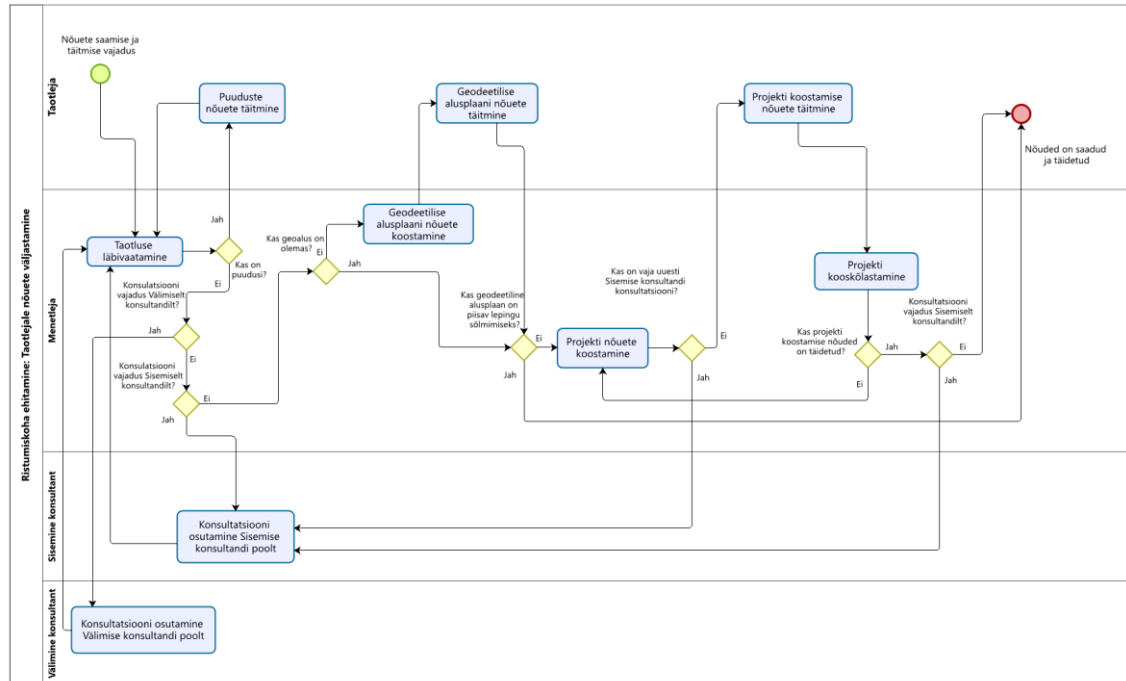 Ristumiskoha ehitamine: Taotlejale nõuete väljastamine
Taotleja
Nõuete saamise ja
täitmise vajadus
Puuduste
nõuete täitmine
Geodeetilise
alusplaani nõuete
täitmine
Projekti koostamise
nõuete täitmine
Nõuded on saadud
ja täidetud
Menetleja
Taotluse
läbivaatamine
Jah
Kas on
puudusi?
Ei
Kas geoalus on
olemas?
Ei
Jah
Geodeetilise
alusplaani nõuete
koostamine
Konsulatsiooni
vajadus Välimiselt
konsultandilt?
Jah
Ei
Konsulatsiooni
vajadus Sisemiselt
konsultandilt?
Ei
Jah
Kas geodeetiline
alusplaan on
piisav lepingu
sõlmimiseks?
Ei
Jah
Projekti nõuete
koostamine
Kas on vaja uuesti
Sisemise konsultandi
konsultatsiooni?
Ei
Jah
Projekti
kooskõlastamine
Kas projekti
koostamise nõuded
on täidetud?
Jah
Ei
Konsultatsiooni
vajadus Sisemiselt
konsultandilt?
Ei
Jah
Sisemine konsultant
Konsultatsiooni
osutamine Sisemise
konsultandi poolt
Välimine konsultant
Konsultatsiooni osutamine
Välimise konsultandi poolt